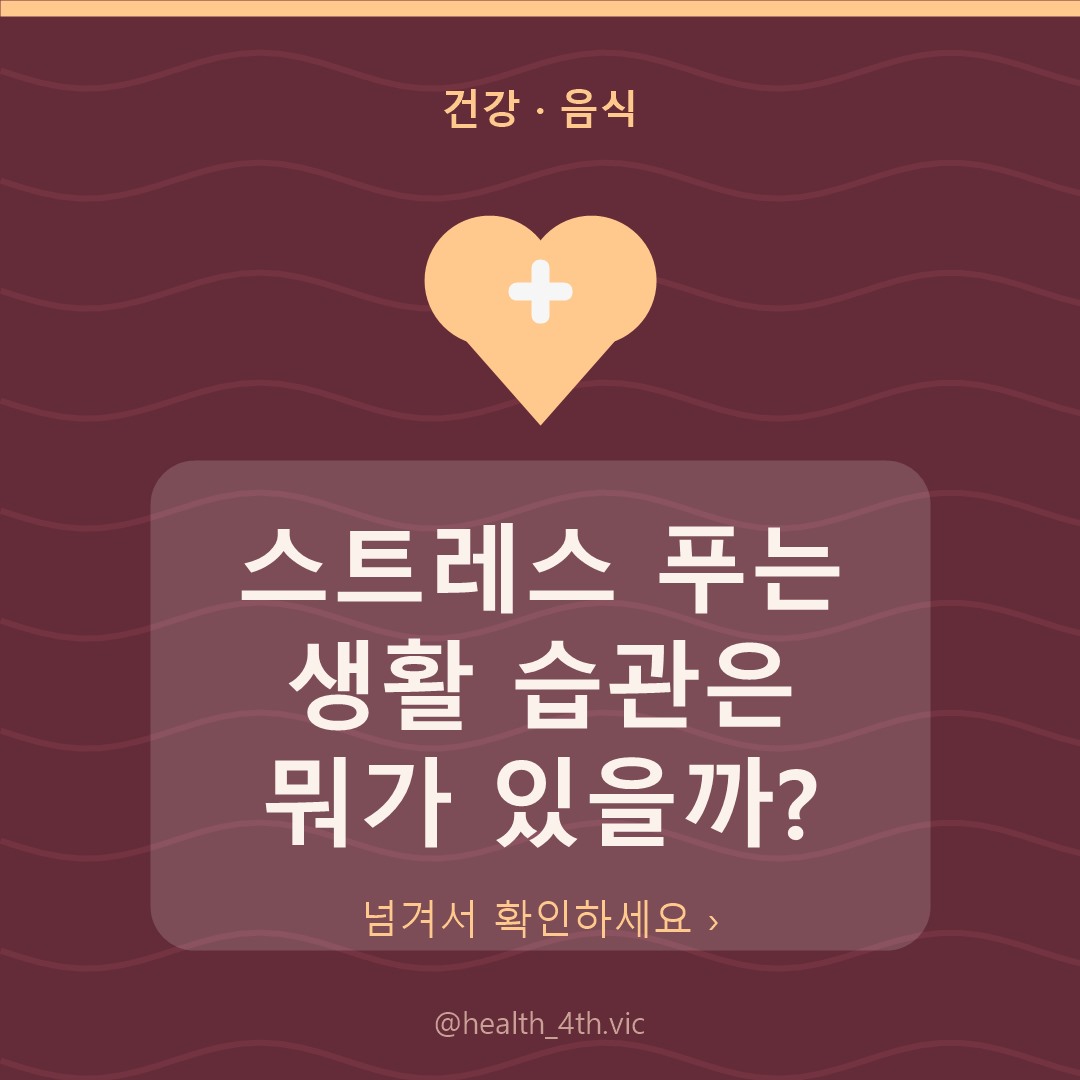 건강 · 음식
스트레스 푸는
생활 습관은
뭐가 있을까?
넘겨서 확인하세요 ›
@health_4th.vic